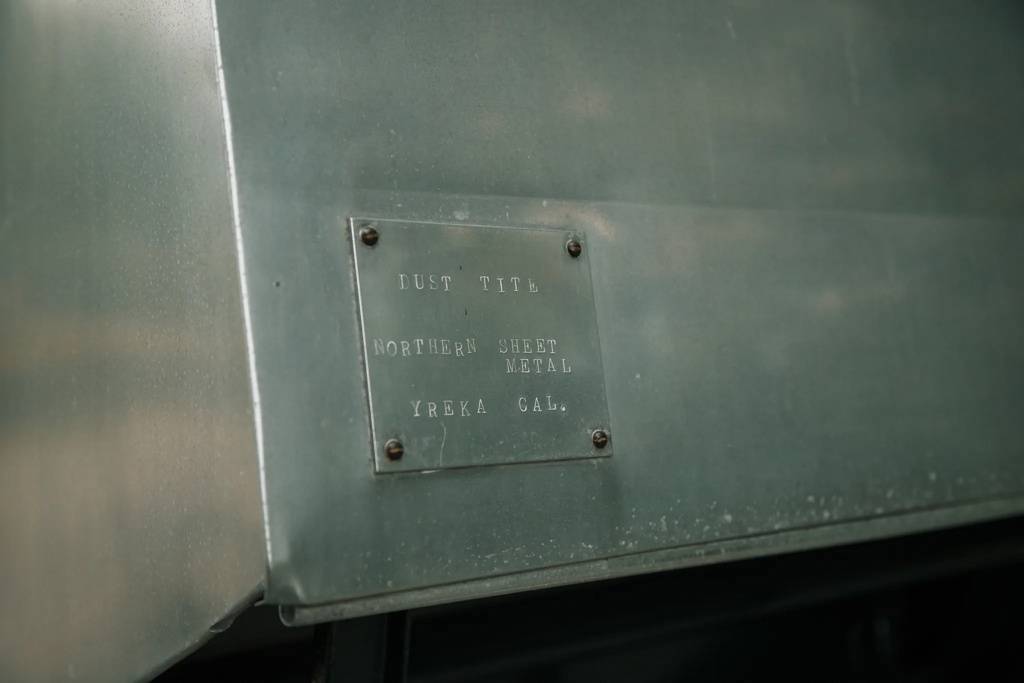 DUST TITE
NORTHERN SHEET
METAL
YREKA CAL.